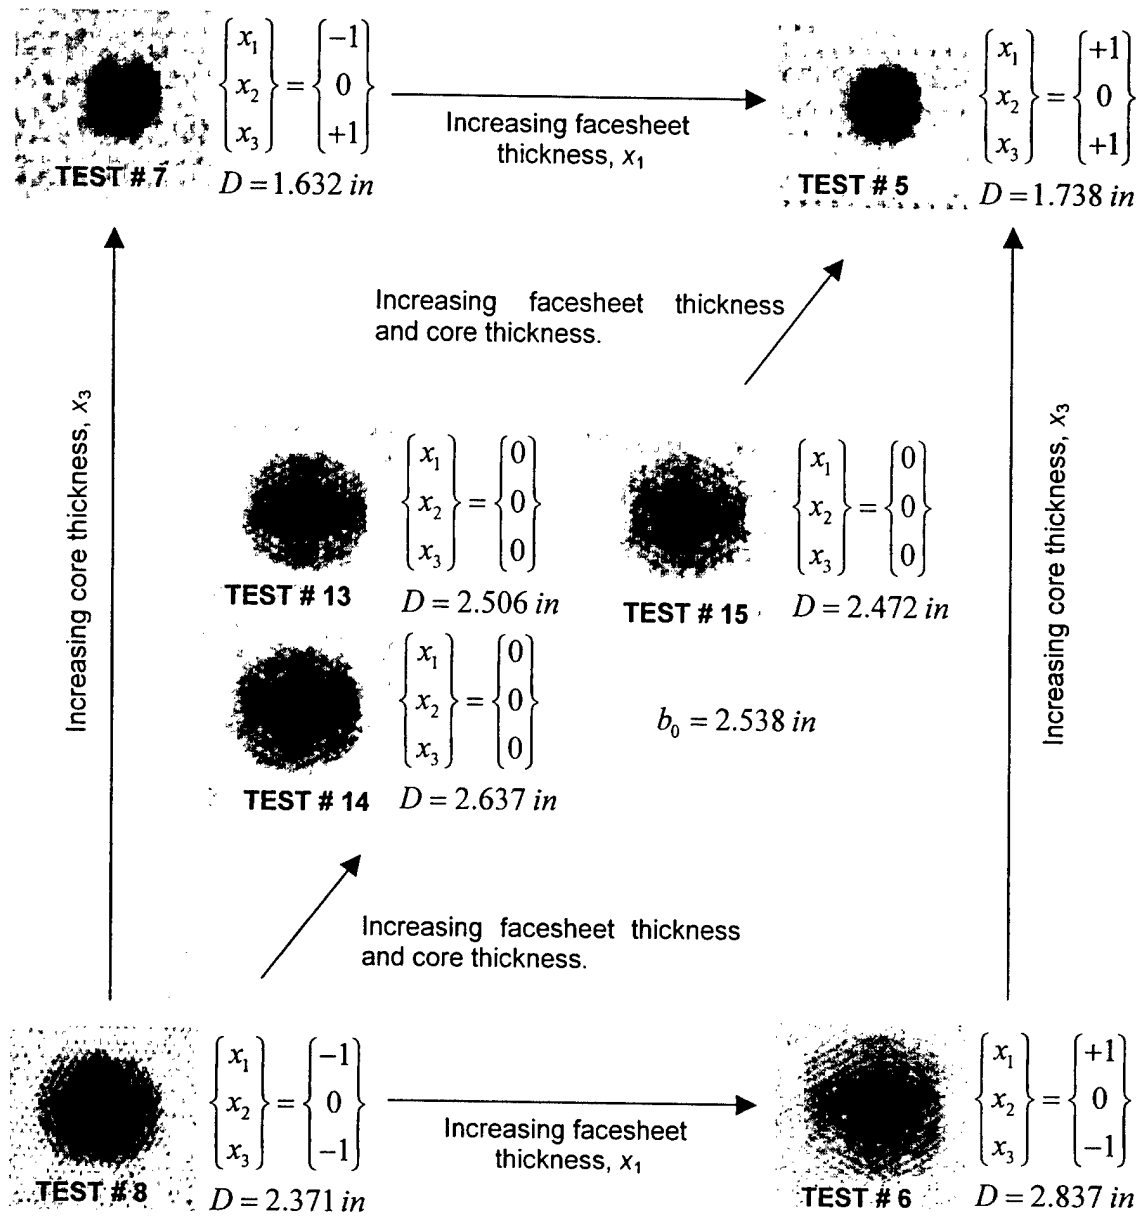 {x₁ x₂ x₃} = {−1 0 +1}
TEST # 7
D = 1.632 in
Increasing facesheet
thickness, x₁
{x₁ x₂ x₃} = {+1 0 +1}
TEST # 5
D = 1.738 in
Increasing facesheet thickness
and core thickness.
Increasing core thickness, x₃
Increasing core thickness, x₃
{x₁ x₂ x₃} = {0 0 0}
TEST # 13
D = 2.506 in
{x₁ x₂ x₃} = {0 0 0}
TEST # 15
D = 2.472 in
{x₁ x₂ x₃} = {0 0 0}
TEST # 14
D = 2.637 in
b₀ = 2.538 in
Increasing facesheet thickness
and core thickness.
{x₁ x₂ x₃} = {−1 0 −1}
TEST # 8
D = 2.371 in
Increasing facesheet
thickness, x₁
{x₁ x₂ x₃} = {+1 0 −1}
TEST # 6
D = 2.837 in